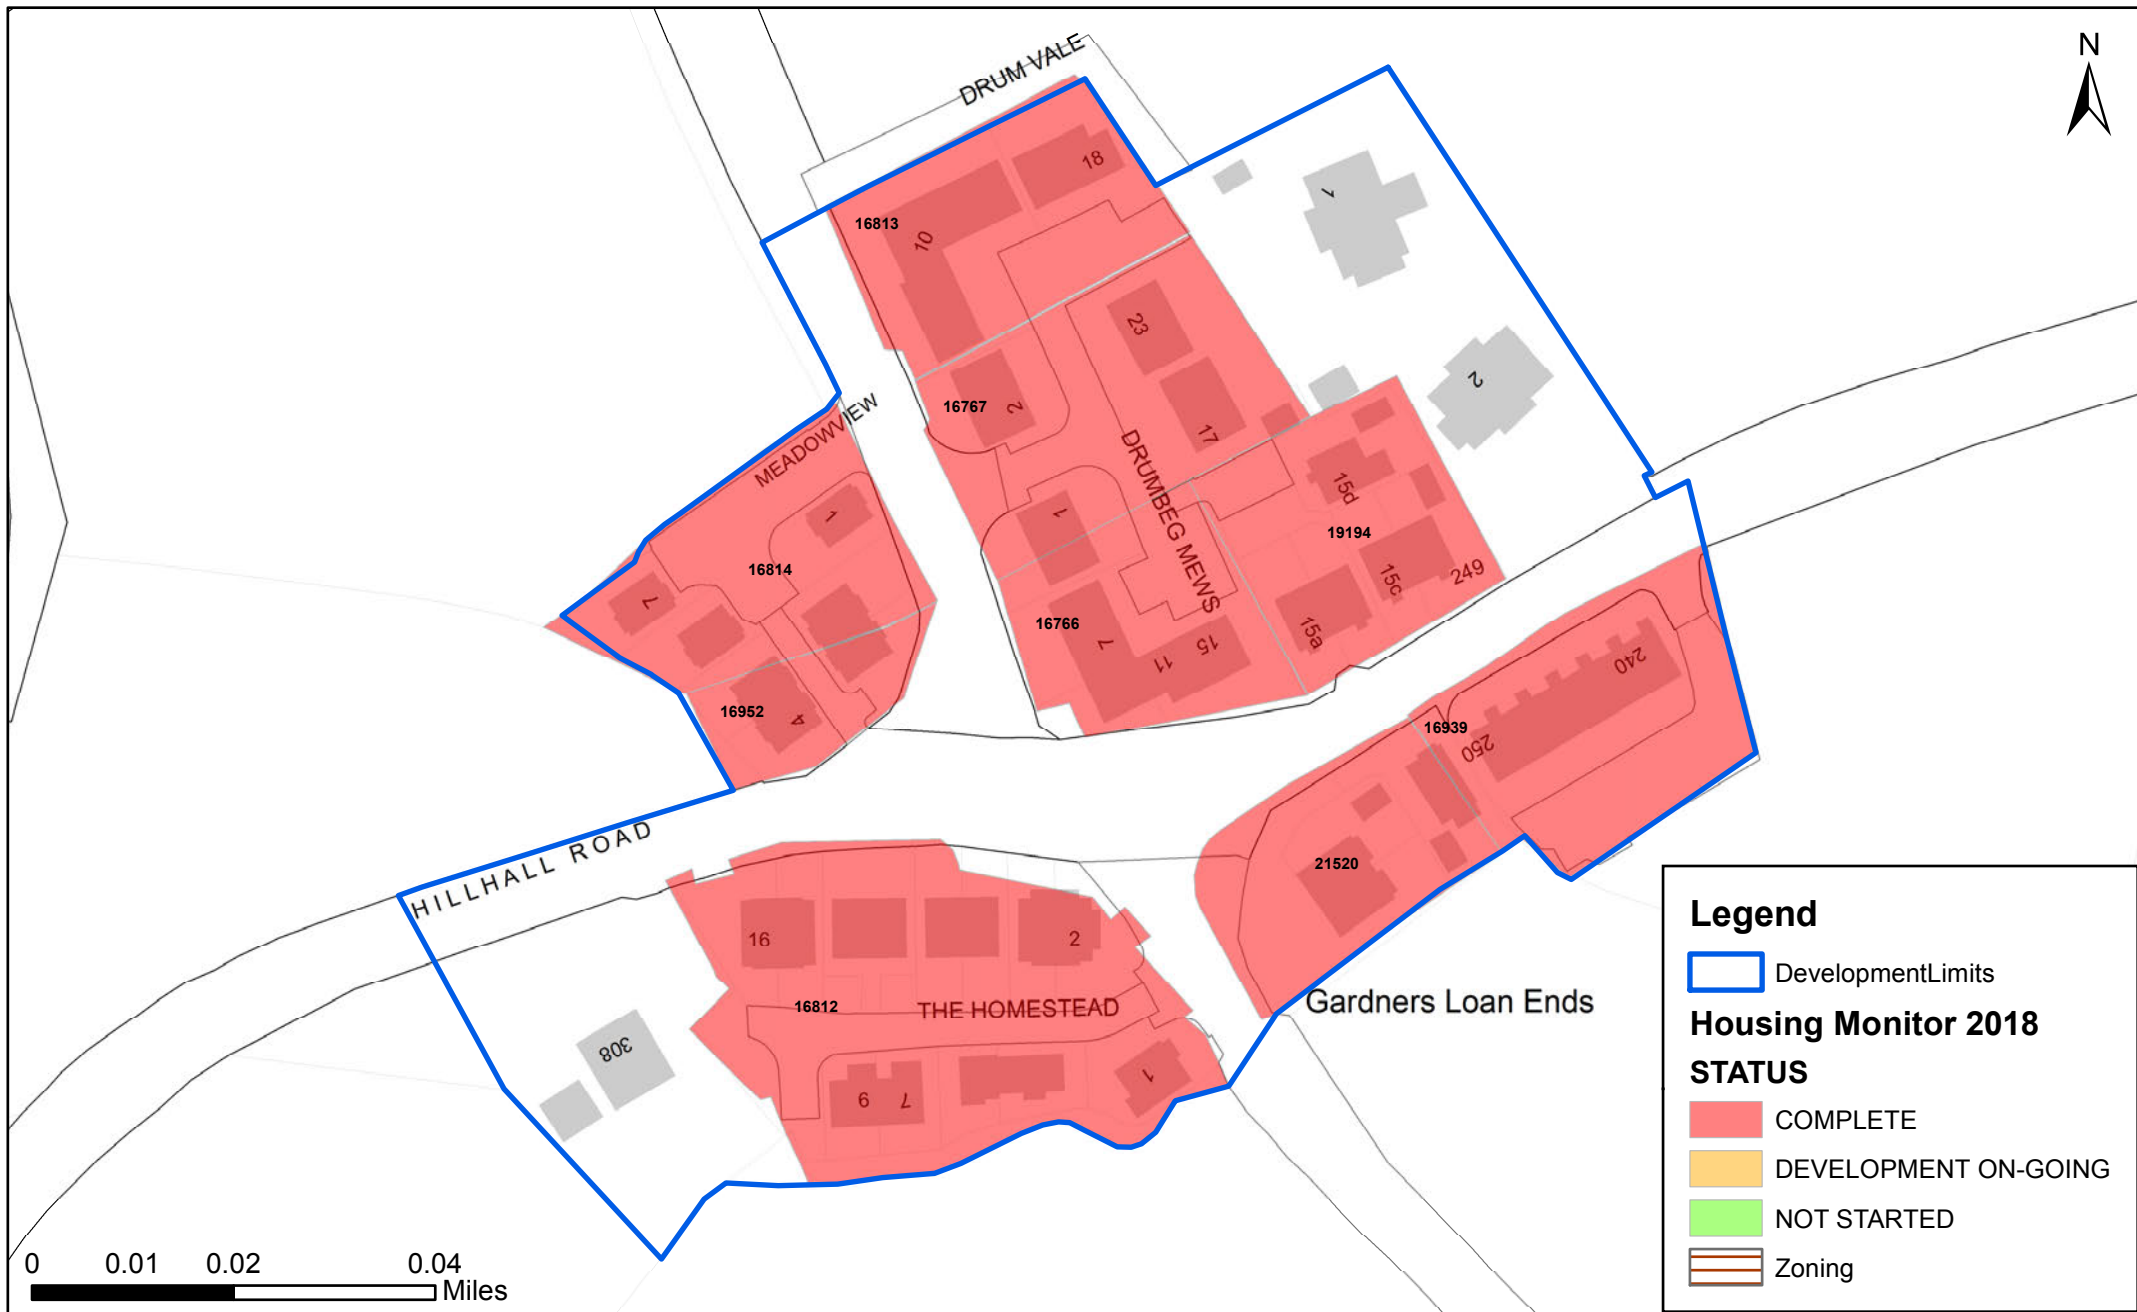 N
DRUM VALE
18
1
16813
10
23
2
16767
2
17
MEADOWVIEW
DRUMBEG MEWS
15d
1
1
19194
16814
15c
249
7
16766
7
15a
15
11
240
16952
4
16939
250
HILLHALL ROAD
21520
16
2
16812
THE HOMESTEAD
Gardners Loan Ends
308
9
7
1
Legend
DevelopmentLimits
Housing Monitor 2018
STATUS
COMPLETE
DEVELOPMENT ON-GOING
NOT STARTED
Zoning
0 0.01 0.02 0.04
Miles